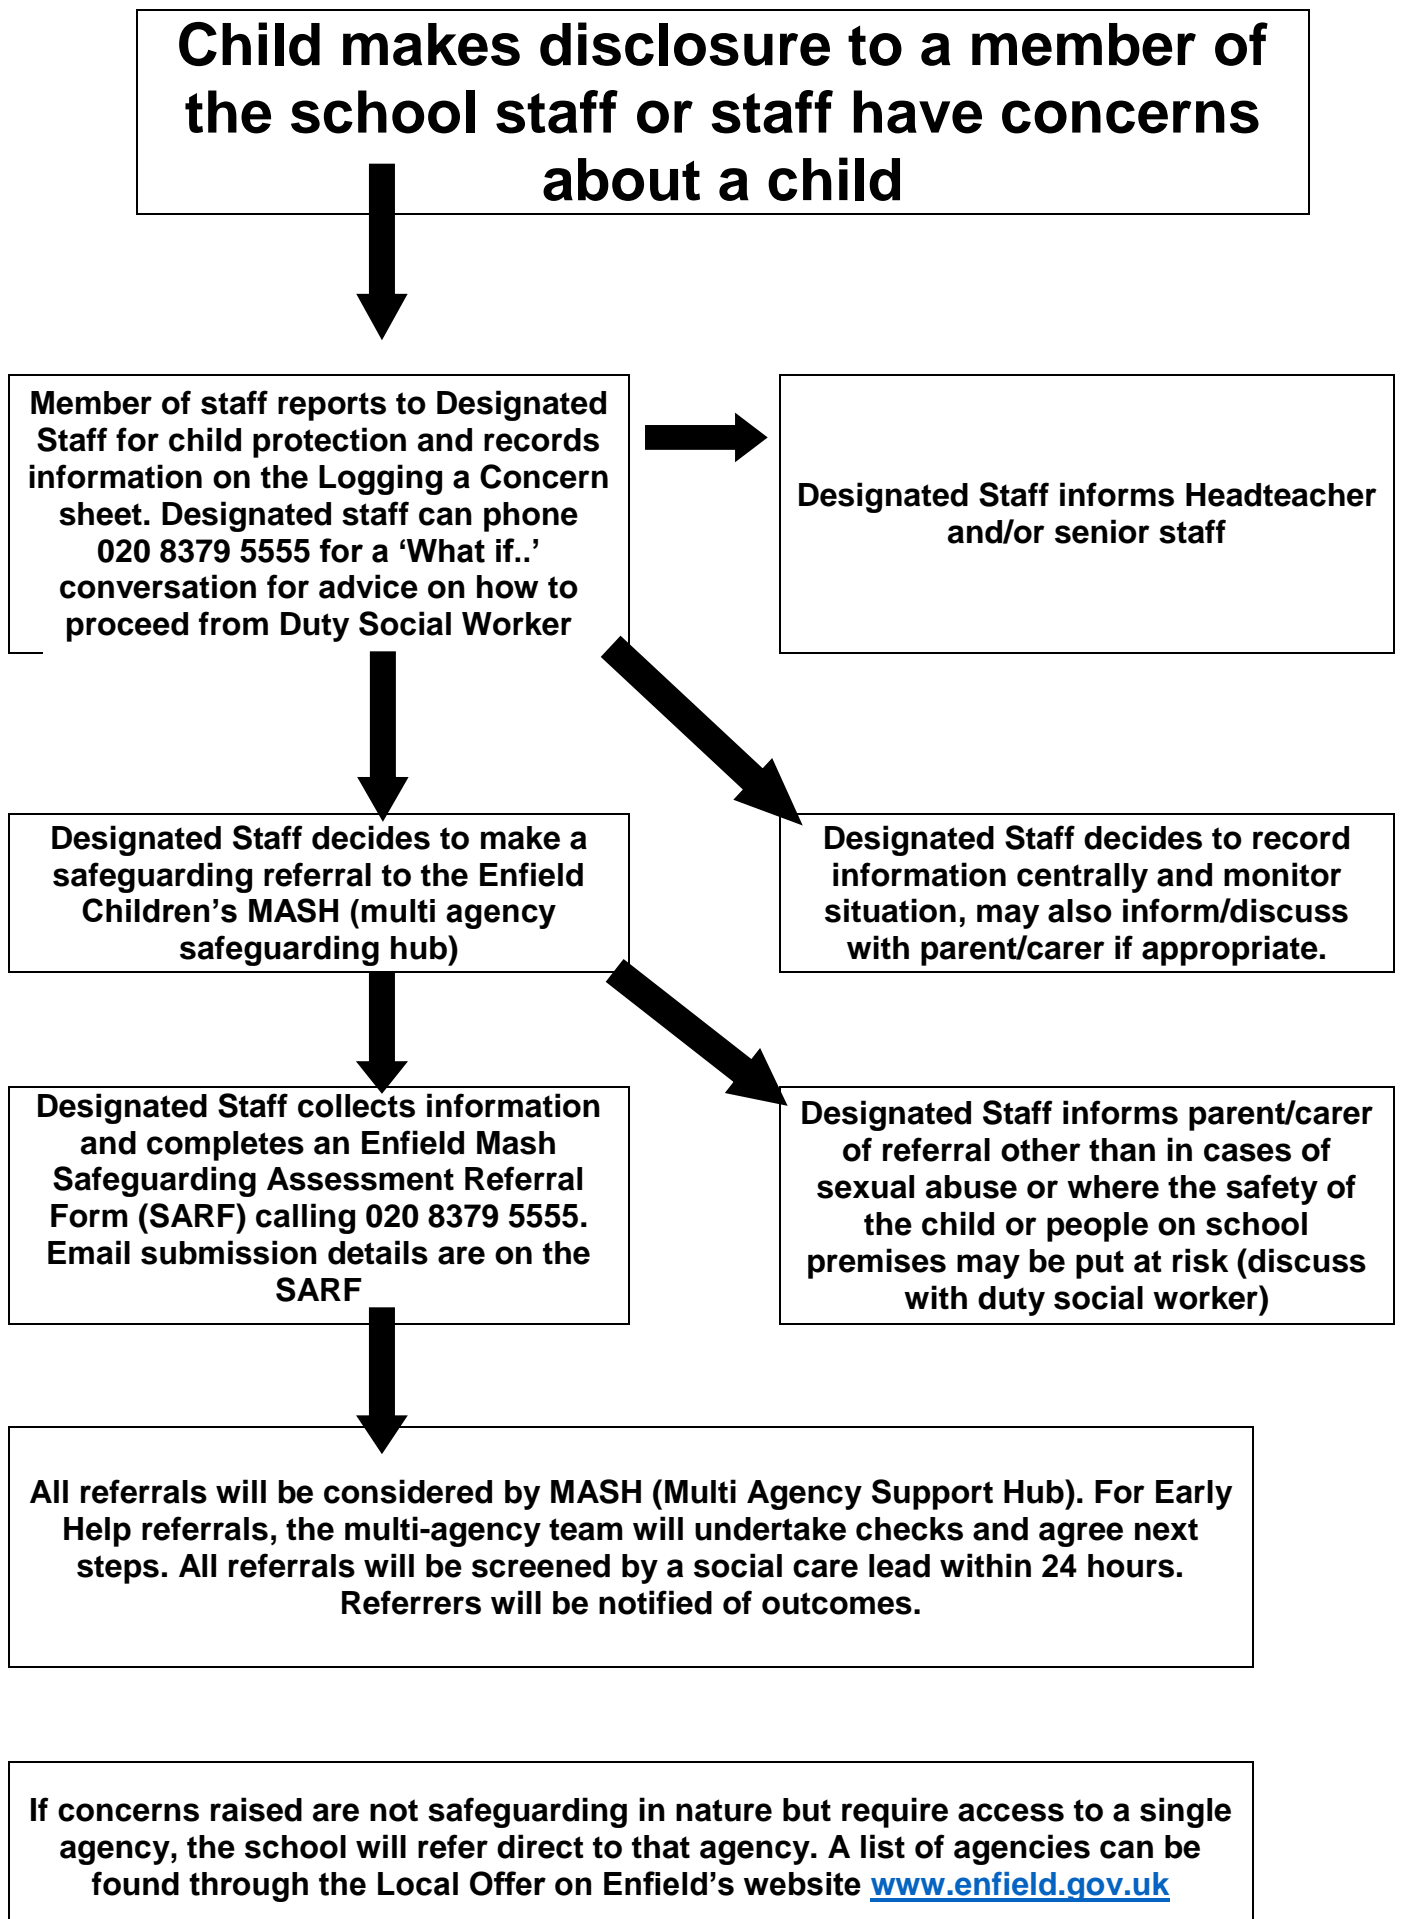 Child makes disclosure to a member of
the school staff or staff have concerns
about a child
Member of staff reports to Designated
Staff for child protection and records
information on the Logging a Concern
sheet. Designated staff can phone
020 8379 5555 for a ‘What if..’
conversation for advice on how to
proceed from Duty Social Worker
Designated Staff informs Headteacher
and/or senior staff
Designated Staff decides to make a
safeguarding referral to the Enfield
Children’s MASH (multi agency
safeguarding hub)
Designated Staff decides to record
information centrally and monitor
situation, may also inform/discuss
with parent/carer if appropriate.
Designated Staff collects information
and completes an Enfield Mash
Safeguarding Assessment Referral
Form (SARF) calling 020 8379 5555.
Email submission details are on the
SARF
Designated Staff informs parent/carer
of referral other than in cases of
sexual abuse or where the safety of
the child or people on school
premises may be put at risk (discuss
with duty social worker)
All referrals will be considered by MASH (Multi Agency Support Hub). For Early
Help referrals, the multi-agency team will undertake checks and agree next
steps. All referrals will be screened by a social care lead within 24 hours.
Referrers will be notified of outcomes.
If concerns raised are not safeguarding in nature but require access to a single
agency, the school will refer direct to that agency. A list of agencies can be
found through the Local Offer on Enfield’s website www.enfield.gov.uk